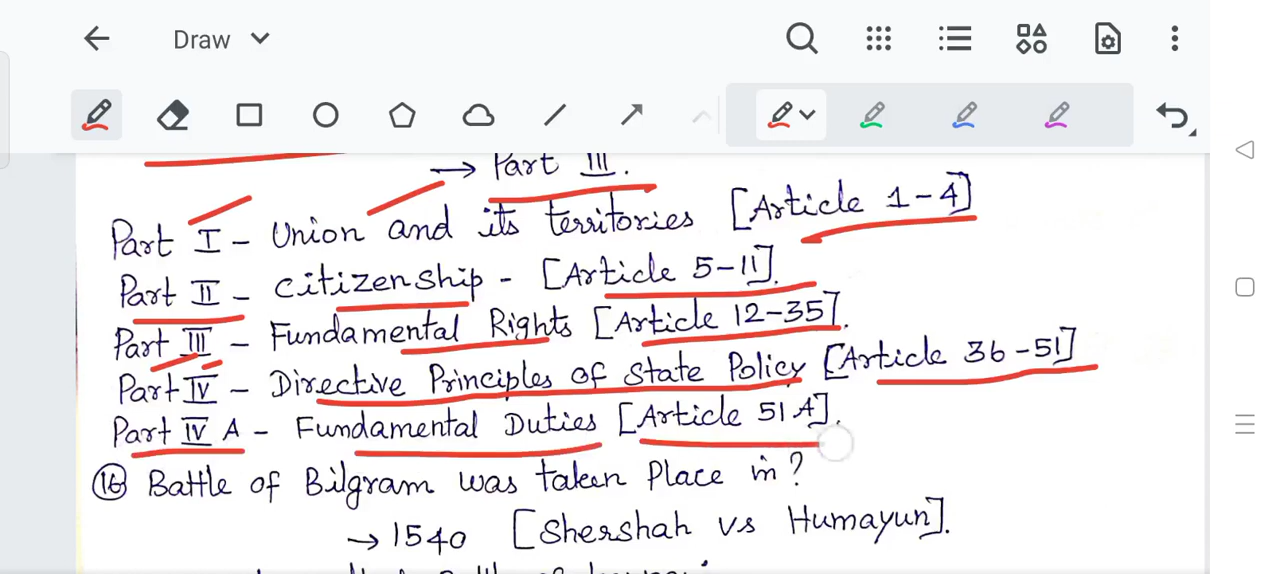 Draw
→ Part III.
Part I - Union and its territories [Article 1-4]
Part II - citizenship - [Article 5-11].
Part III - Fundamental Rights [Article 12-35].
Part IV - Directive Principles of State Policy [Article 36-51]
Part IV A - Fundamental Duties [Article 51 A].
16 Battle of Bilgram was taken Place in?
→ 1540 [Shershah vs Humayun].